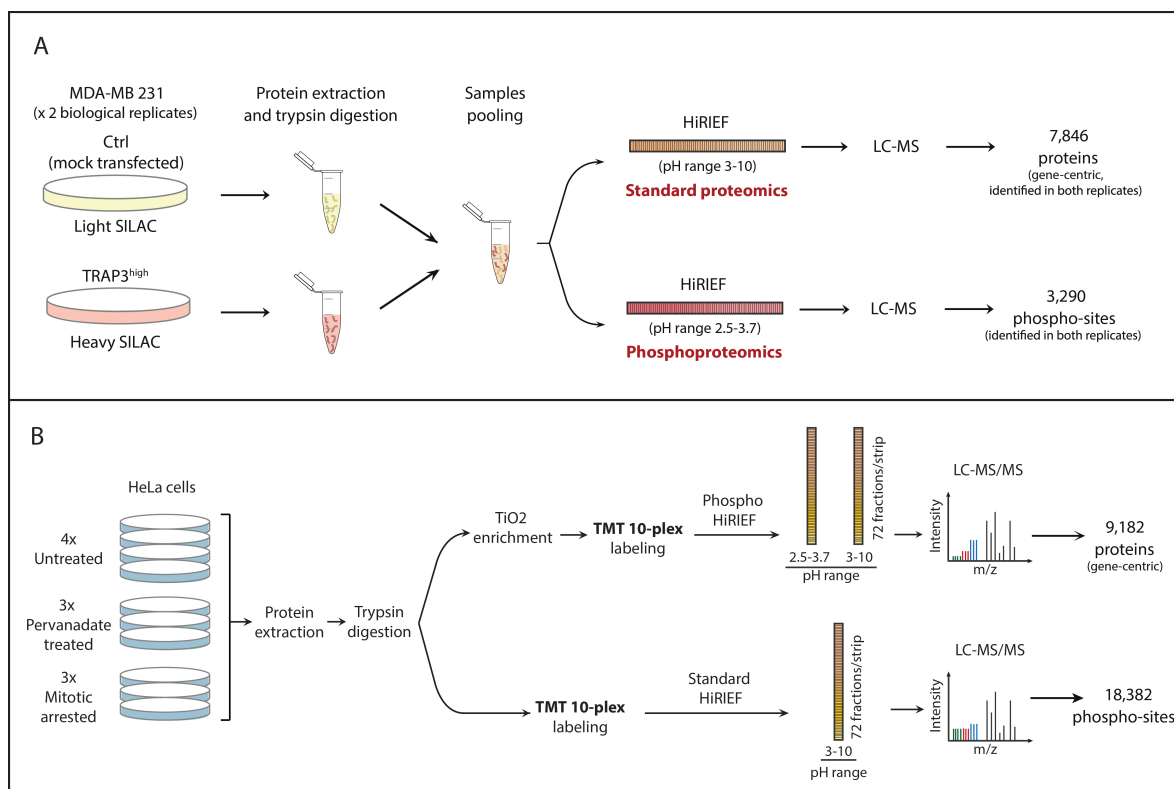 A
MDA-MB 231
(x 2 biological replicates)
Ctrl
(mock transfected)
Light SILAC
TRAP3high
Heavy SILAC
Protein extraction
and trypsin digestion
Samples
pooling
HiRIEF
(pH range 3-10)
Standard proteomics
LC-MS
7,846
proteins
(gene-centric,
identified in both replicates)
HiRIEF
(pH range 2.5-3.7)
Phosphoproteomics
LC-MS
3,290
phospho-sites
(identified in both replicates)
B
HeLa cells
4x
Untreated
3x
Pervanadate
treated
3x
Mitotic
arrested
Protein
extraction
Trypsin
digestion
TiO2
enrichment
TMT 10-plex
labeling
Phospho
HiRIEF
2.5-3.7
3-10
pH range
72 fractions/strip
LC-MS/MS
Intensity
m/z
9,182
proteins
(gene-centric)
TMT 10-plex
labeling
Standard
HiRIEF
3-10
pH range
72 fractions/strip
LC-MS/MS
Intensity
m/z
18,382
phospho-sites